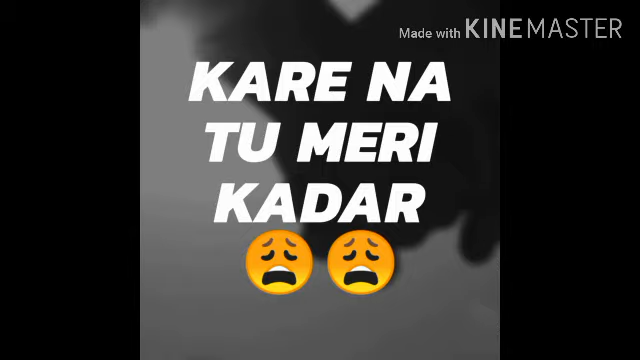 Made with KINEMASTER
KARE NA
TU MERI
KADAR
😩😩